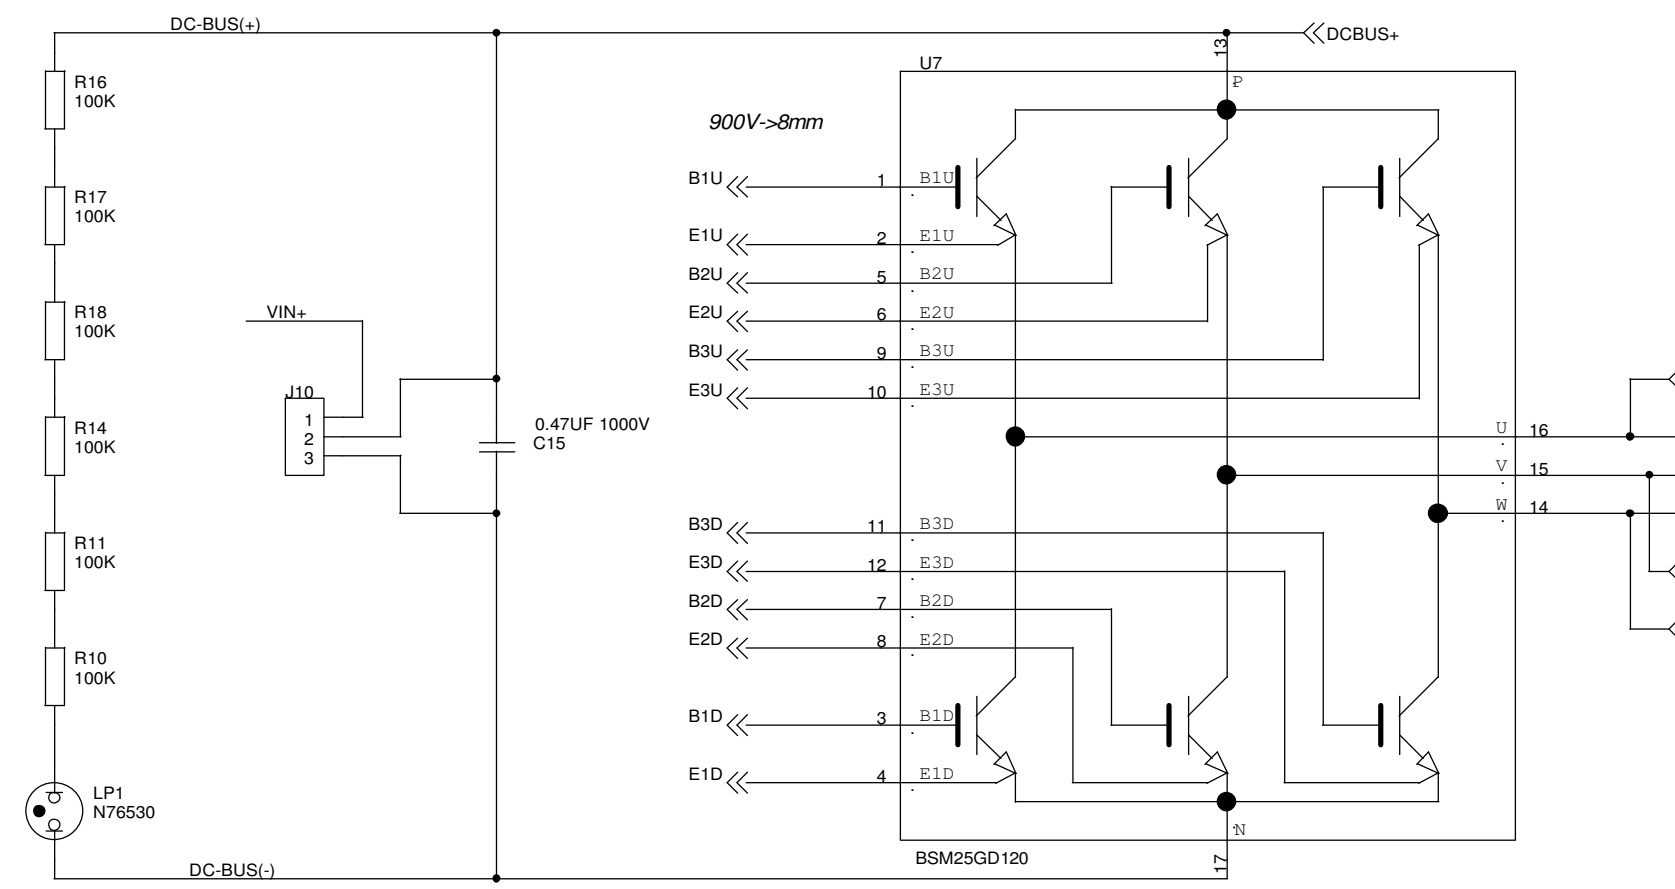 DC-BUS(+)
DCBUS+
13
U7
P
R16
100K
900V->8mm
B1U
1
B1U
R17
100K
E1U
2
E1U
B2U
5
B2U
R18
100K
VIN+
E2U
6
E2U
B3U
9
B3U
E3U
10
E3U
J10
1
2
3
0.47UF 1000V
C15
R14
100K
U
16
V
15
W
14
B3D
11
B3D
R11
100K
E3D
12
E3D
B2D
7
B2D
E2D
8
E2D
R10
100K
B1D
3
B1D
E1D
4
E1D
LP1
N76530
N
BSM25GD120
17
DC-BUS(-)